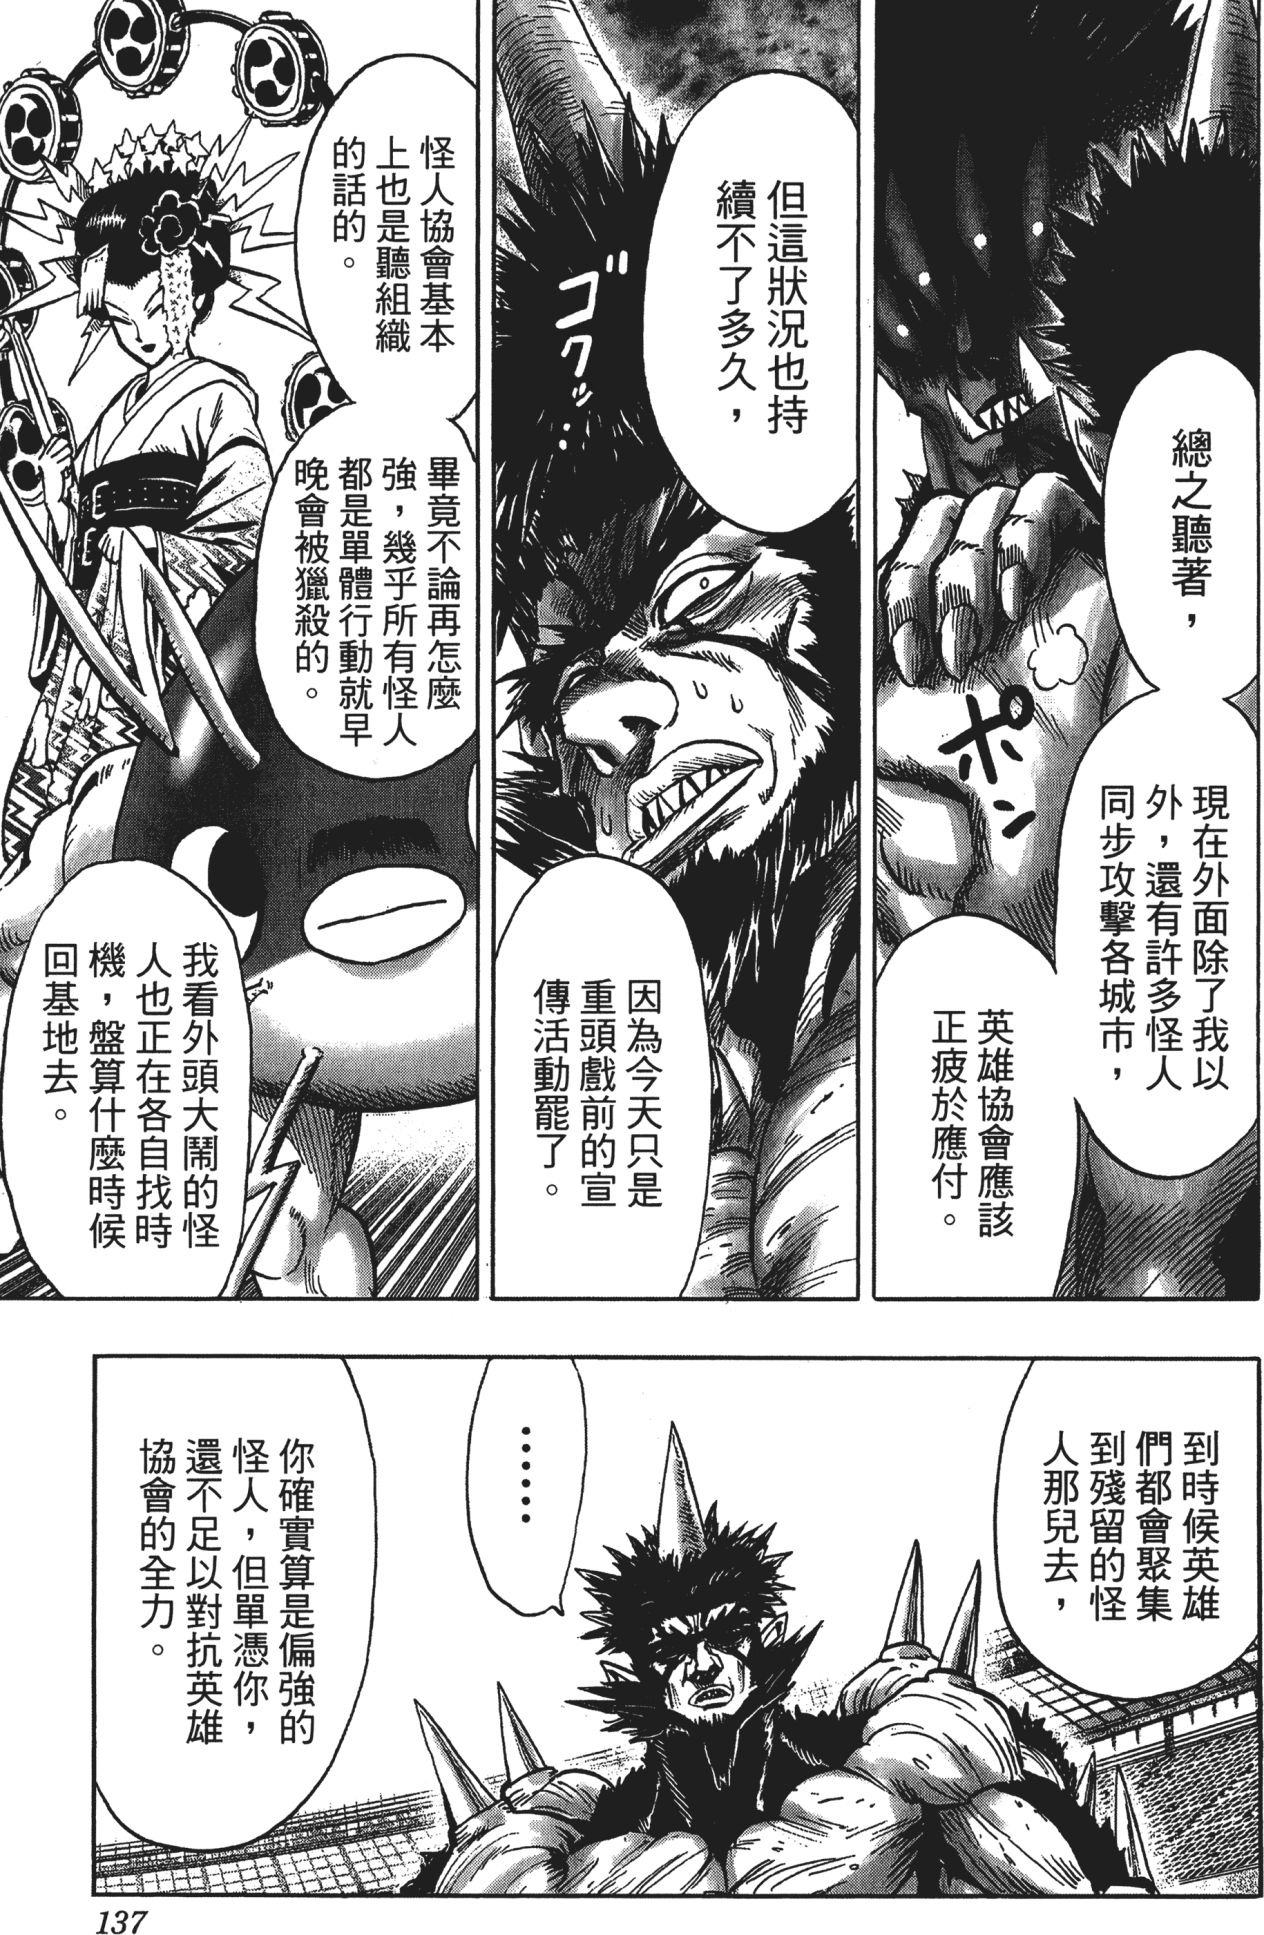 總之聽著，
現在外面除了我以
外，還有許多怪人
同步攻擊各城市，
英雄協會應該
正疲於應付。
ポン
但這狀況也持
續不了多久，
ゴクッ…
因為今天只是
重頭戲前的宣
傳活動罷了。
怪人協會基本
上也是聽組織
的話的。
畢竟不論再怎麼
強，幾乎所有怪人
都是單體行動就早
晚會被獵殺的。
我看外頭大鬧的怪
人也正在各自找時
機，盤算什麼時候
回基地去。
到時候英雄
們都會聚集
到殘留的怪
人那兒去，
……
你確實算是偏強的
怪人，但單憑你，
還不足以對抗英雄
協會的全力。
137